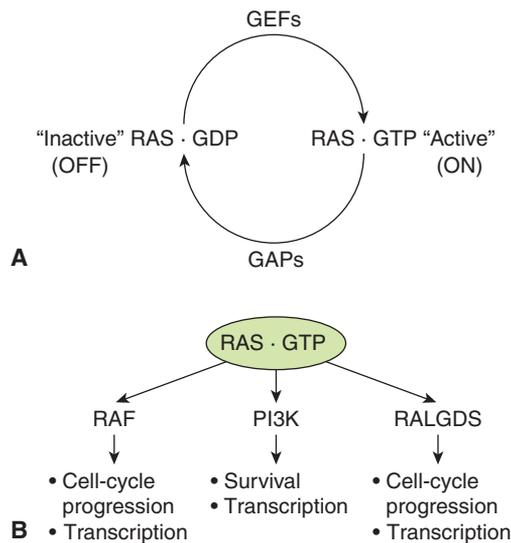 GEFs
“Inactive” RAS · GDP
(OFF)
RAS · GTP “Active”
(ON)
A
GAPs
RAS · GTP
RAF
PI3K
RALGDS
• Cell-cycle
progression
• Transcription
• Survival
• Transcription
• Cell-cycle
progression
• Transcription
B